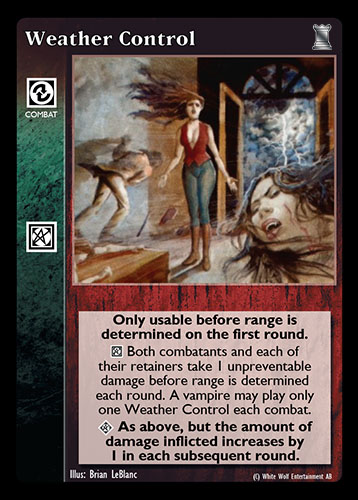 Weather Control
COMBAT
Only usable before range is
determined on the first round.
Both combatants and each of
their retainers take 1 unpreventable
damage before range is determined
each round. A vampire may play only
one Weather Control each combat.
As above, but the amount of
damage inflicted increases by
1 in each subsequent round.
Illus: Brian LeBlanc
(C) White Wolf Entertainment AB